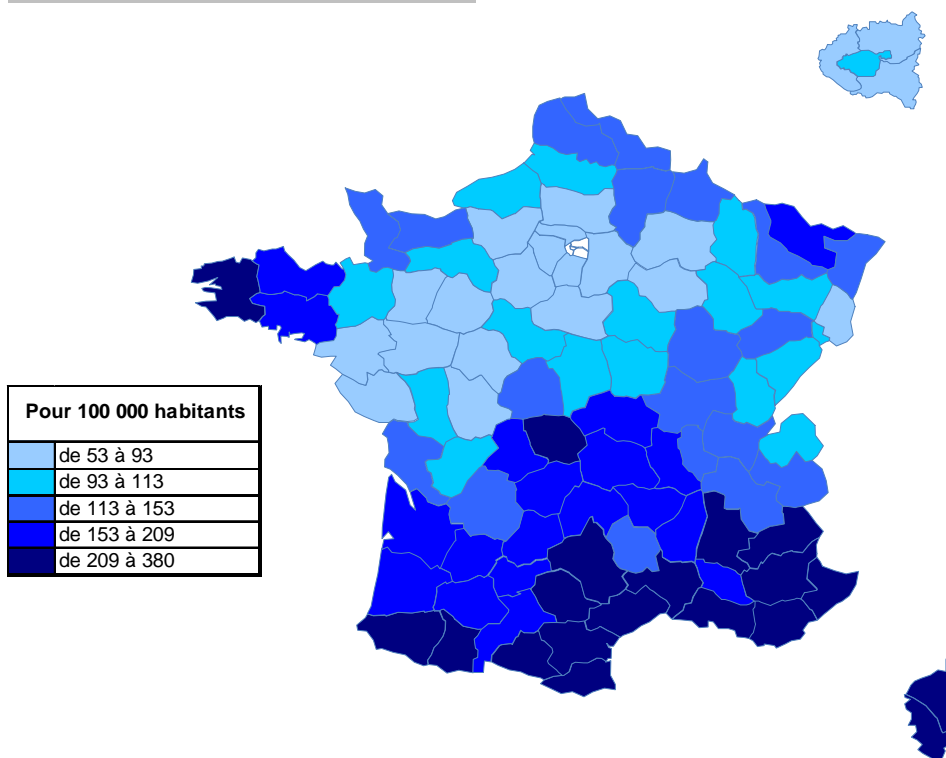 Pour 100 000 habitants
de 53 à 93
de 93 à 113
de 113 à 153
de 153 à 209
de 209 à 380